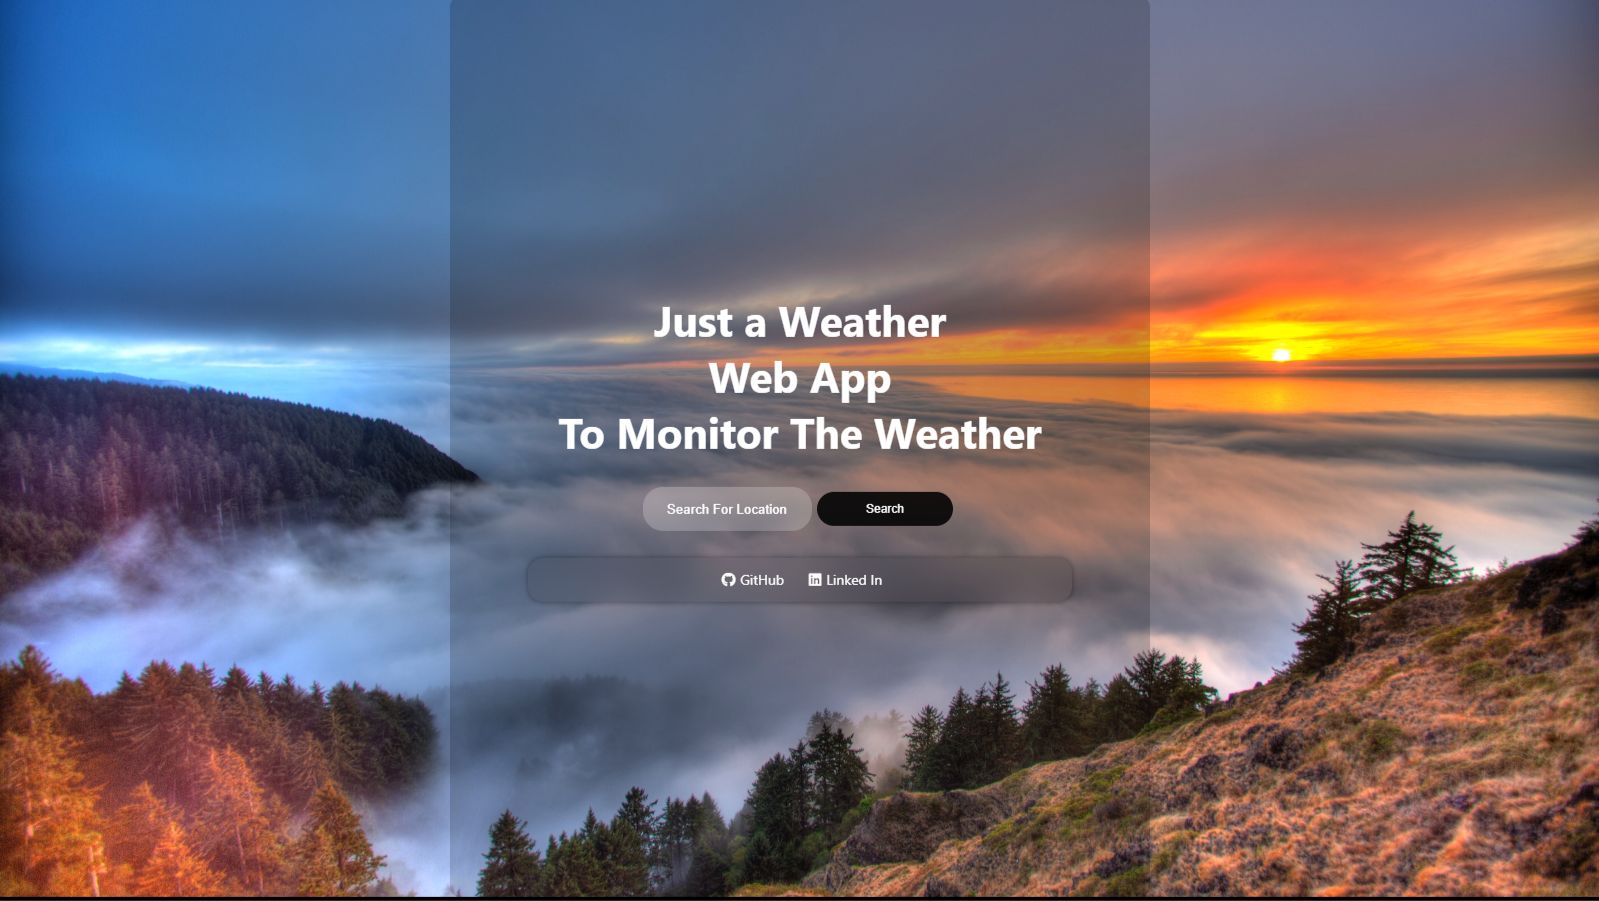 Just a Weather
Web App
To Monitor The Weather
Search For Location Search
GitHub Linked In